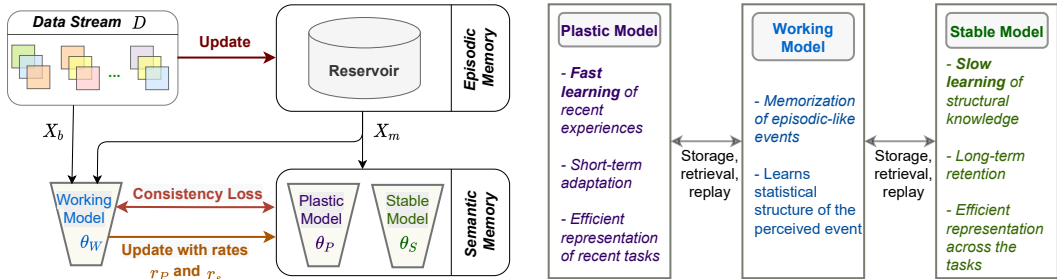 Data Stream D
...
Update
Reservoir
Episodic
Memory
X_b
X_m
Working
Model
θ_W
Consistency Loss
Update with rates
r_P and r_s
Plastic
Model
θ_P
Stable
Model
θ_S
Semantic
Memory
Plastic Model
- Fast
learning of
recent
experiences
- Short-term
adaptation
- Efficient
representation
of recent tasks
Storage,
retrieval,
replay
Working
Model
- Memorization
of episodic-like
events
- Learns
statistical
structure of the
perceived event
Storage,
retrieval,
replay
Stable Model
- Slow
learning of
structural
knowledge
- Long-term
retention
- Efficient
representation
across the
tasks